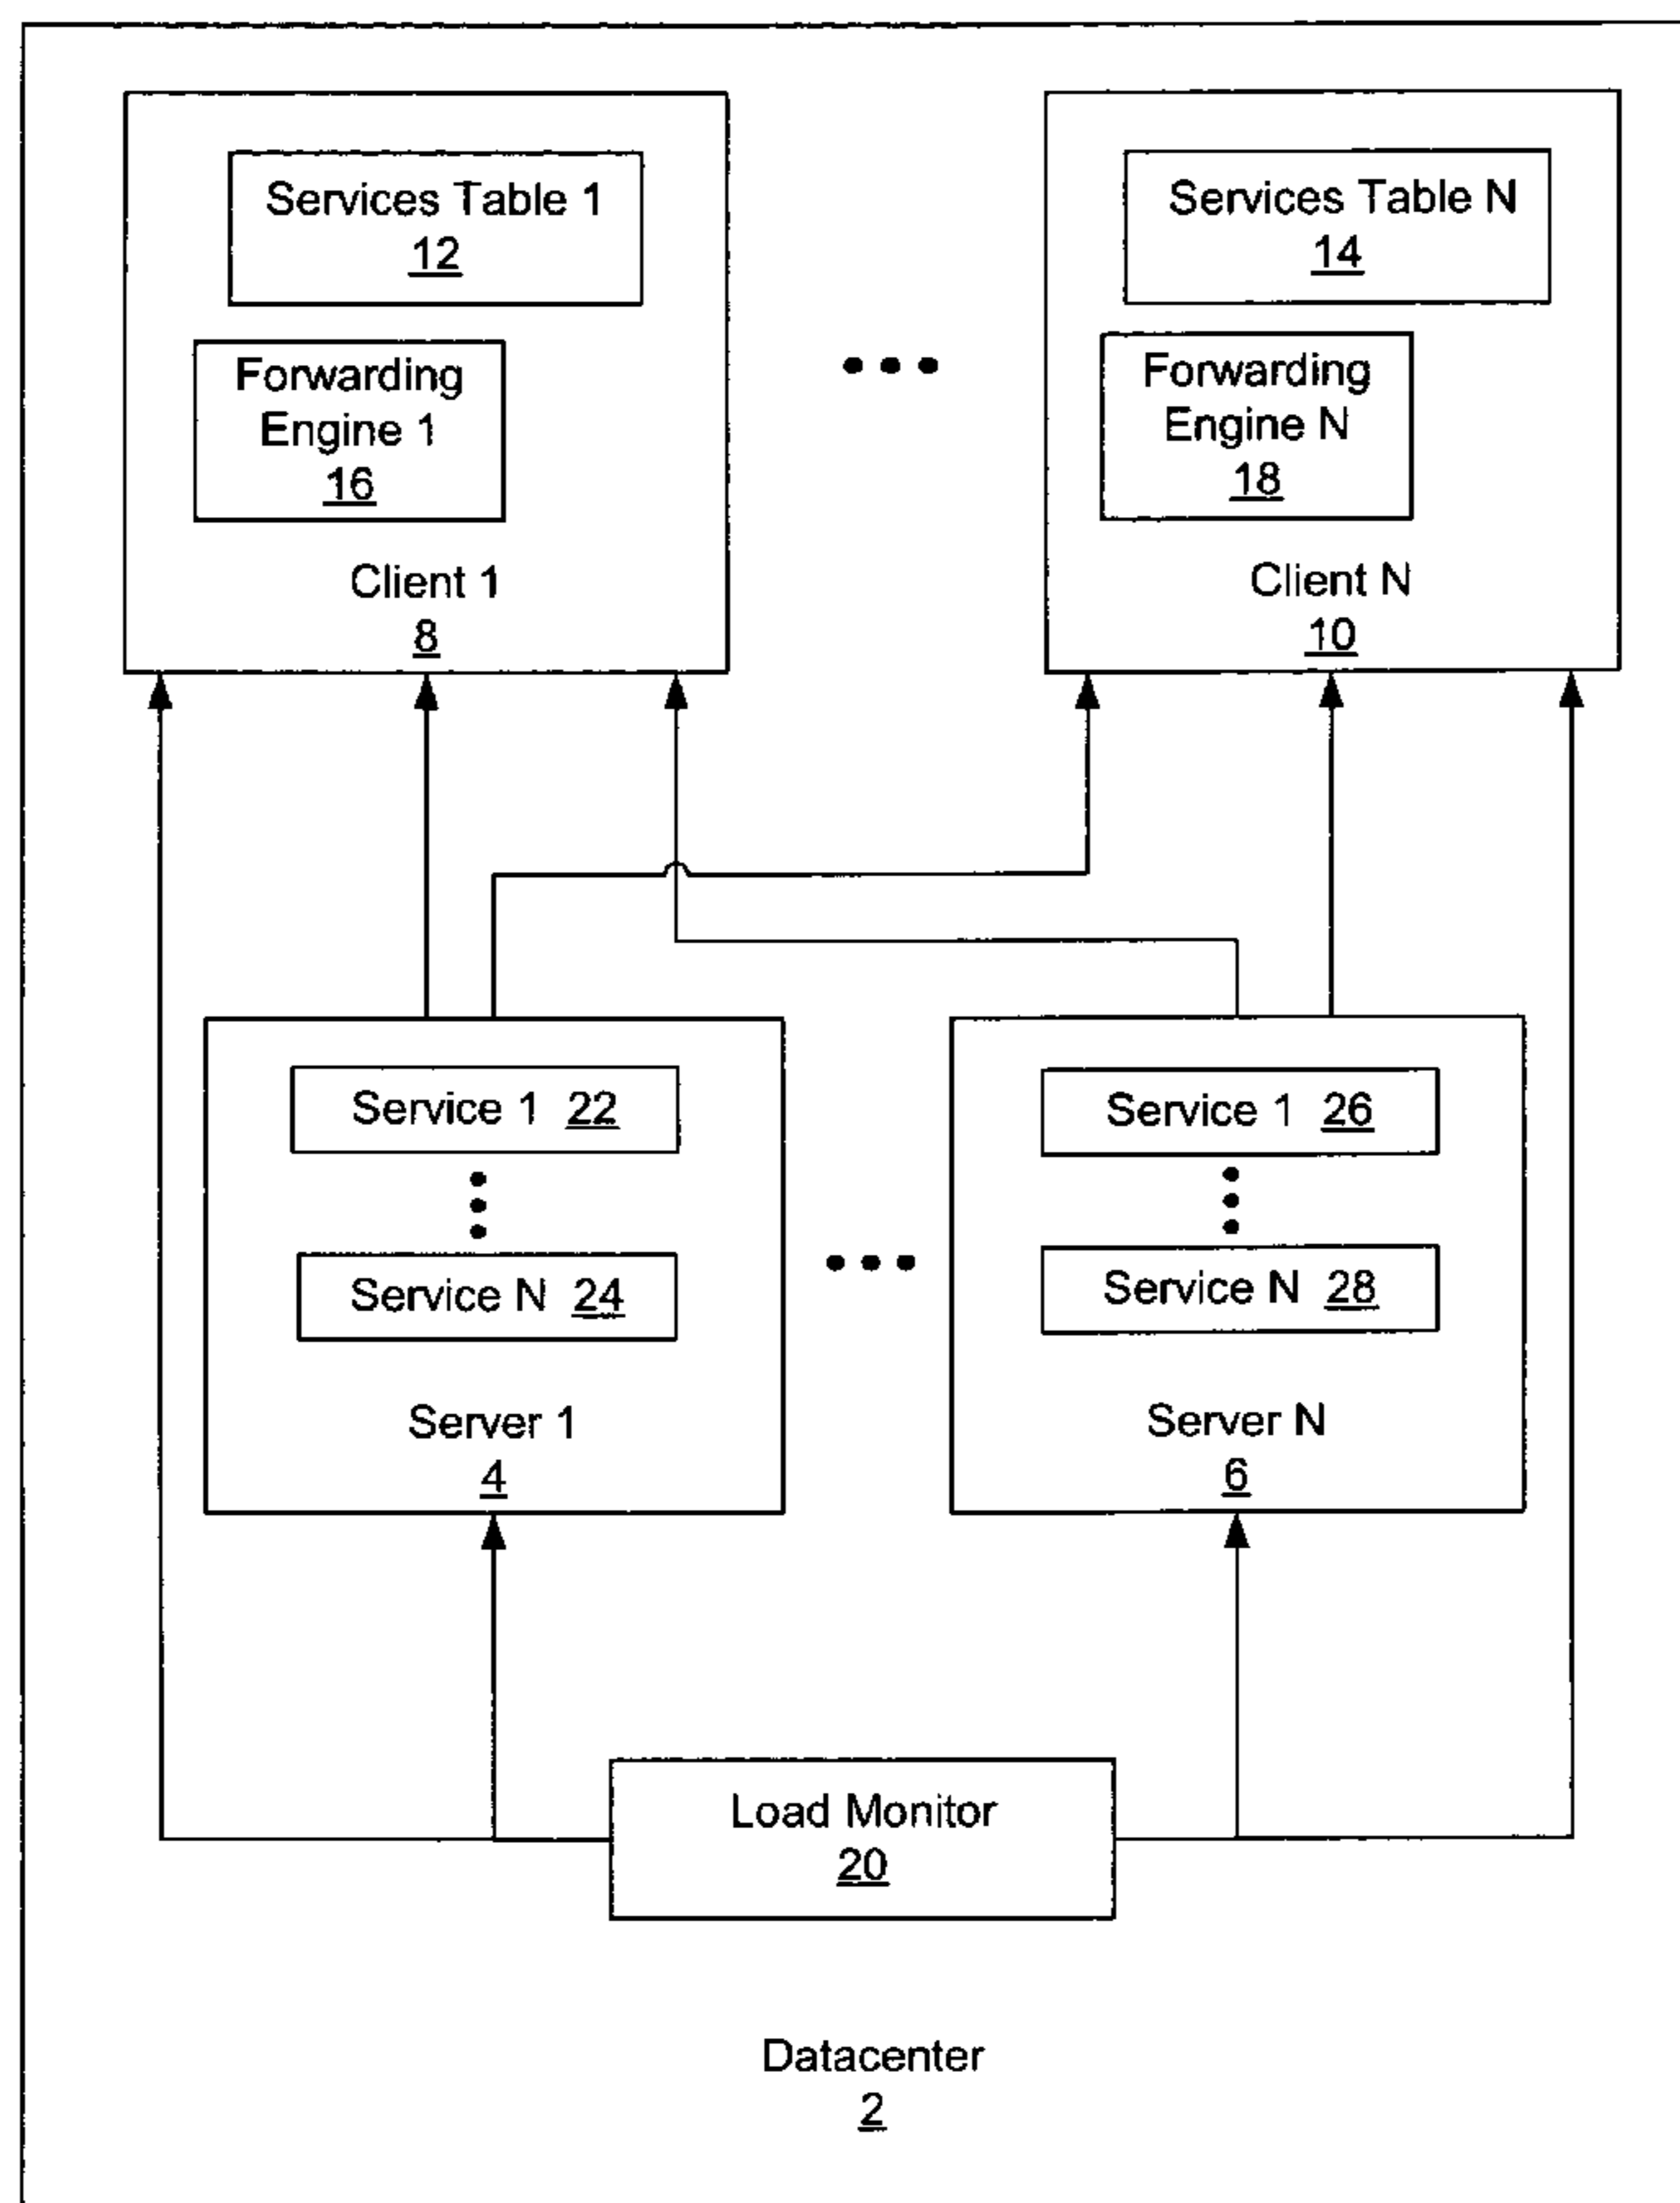 Services Table 1
12
Forwarding
Engine 1
16
Client 1
8
Services Table N
14
Forwarding
Engine N
18
Client N
10
Service 1 22
Service N 24
Server 1
4
Service 1 26
Service N 28
Server N
6
Load Monitor
20
Datacenter
2